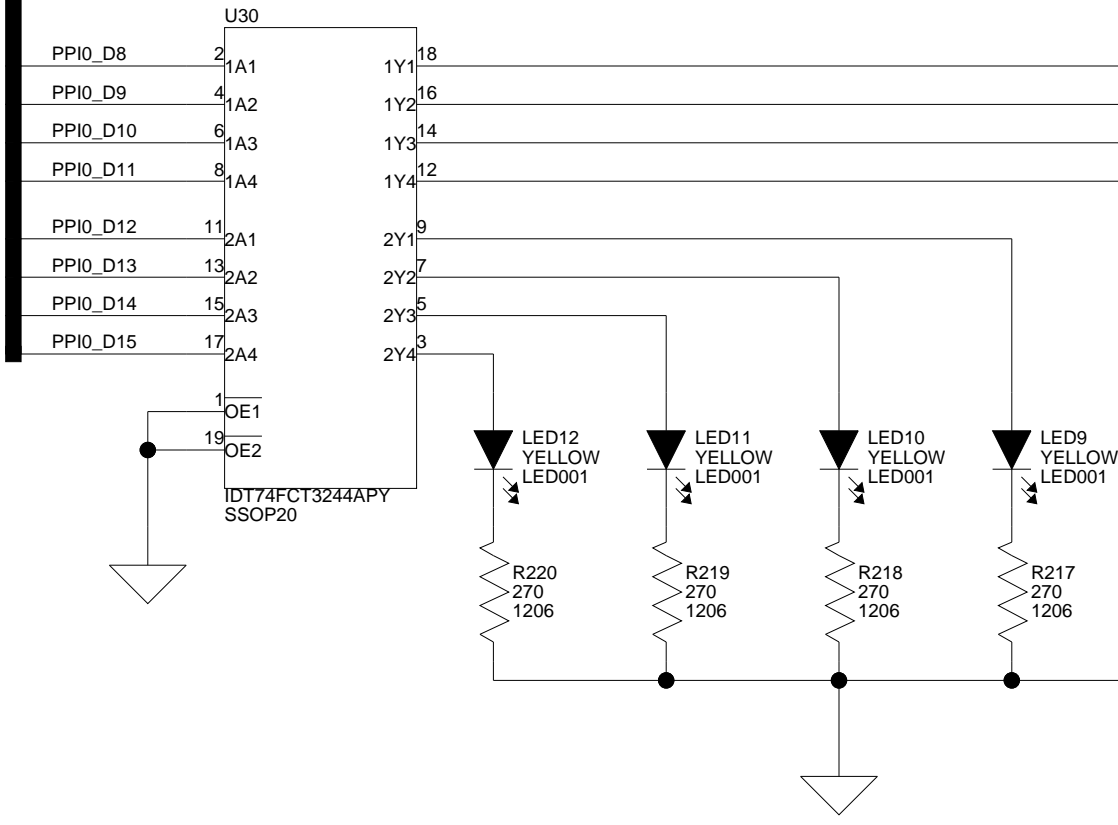 U30
PPI0_D8 2 1A1 1Y1 18
PPI0_D9 4 1A2 1Y2 16
PPI0_D10 6 1A3 1Y3 14
PPI0_D11 8 1A4 1Y4 12
PPI0_D12 11 2A1 2Y1 9
PPI0_D13 13 2A2 2Y2 7
PPI0_D14 15 2A3 2Y3 5
PPI0_D15 17 2A4 2Y4 3
1 OE1
19 OE2
IDT74FCT3244APY
SSOP20
LED12
YELLOW
LED001
LED11
YELLOW
LED001
LED10
YELLOW
LED001
LED9
YELLOW
LED001
R220
270
1206
R219
270
1206
R218
270
1206
R217
270
1206